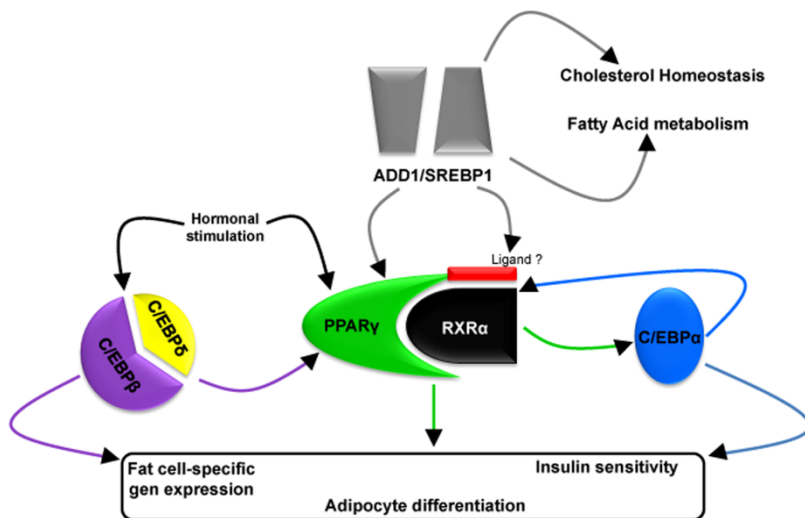 Cholesterol Homeostasis
Fatty Acid metabolism
ADD1/SREBP1
Hormonal
stimulation
Ligand ?
C/EBPδ
C/EBPβ
PPARγ
RXRα
C/EBPα
Fat cell-specific
gen expression
Insulin sensitivity
Adipocyte differentiation